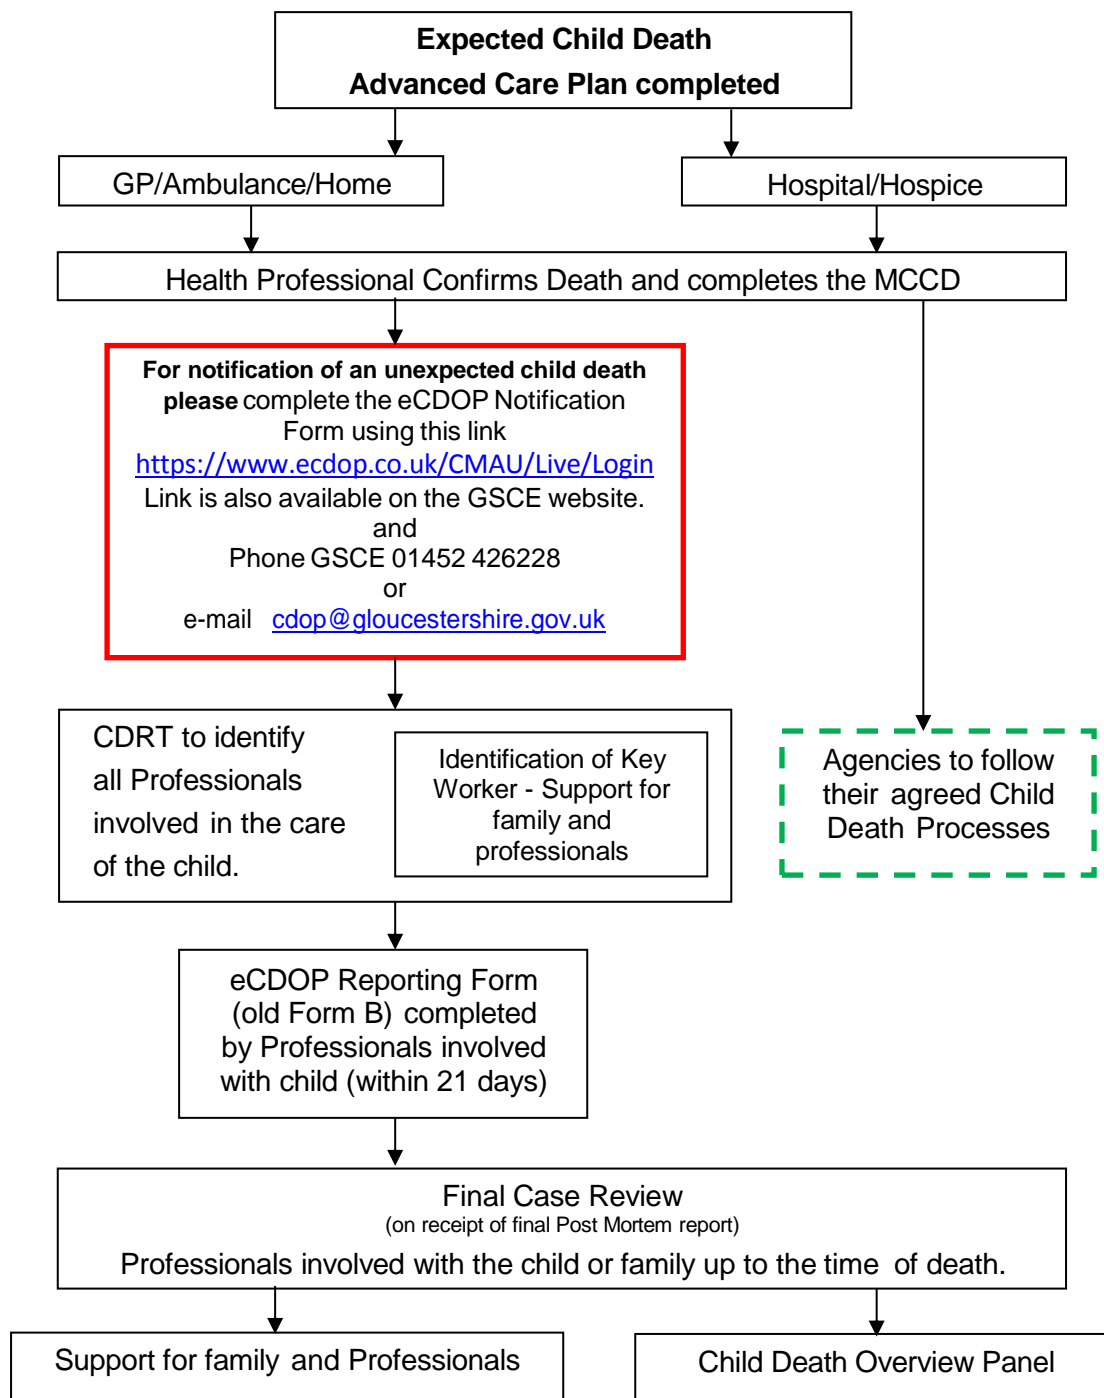 Expected Child Death
Advanced Care Plan completed
GP/Ambulance/Home
Hospital/Hospice
Health Professional Confirms Death and completes the MCCD
For notification of an unexpected child death
please complete the eCDOP Notification
Form using this link
https://www.ecdop.co.uk/CMAU/Live/Login
Link is also available on the GSCE website.
and
Phone GSCE 01452 426228
or
e-mail cdop@gloucestershire.gov.uk
CDRT to identify
all Professionals
involved in the care
of the child.
Identification of Key
Worker - Support for
family and
professionals
Agencies to follow
their agreed Child
Death Processes
eCDOP Reporting Form
(old Form B) completed
by Professionals involved
with child (within 21 days)
Final Case Review
(on receipt of final Post Mortem report)
Professionals involved with the child or family up to the time of death.
Support for family and Professionals
Child Death Overview Panel